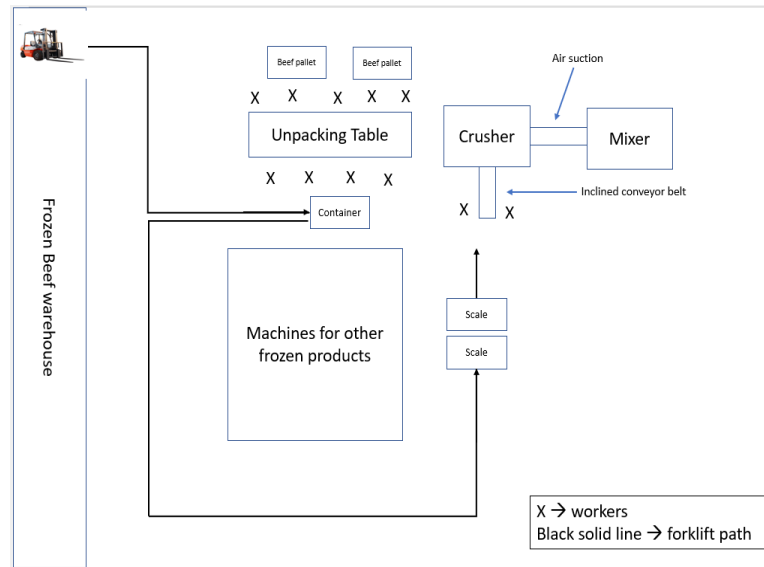 Beef pallet
Beef pallet
Air suction
Unpacking Table
Crusher
Mixer
Inclined conveyor belt
X X X X X
X X X X
X X
Container
Frozen Beef warehouse
Machines for other
frozen products
Scale
Scale
X → workers
Black solid line → forklift path